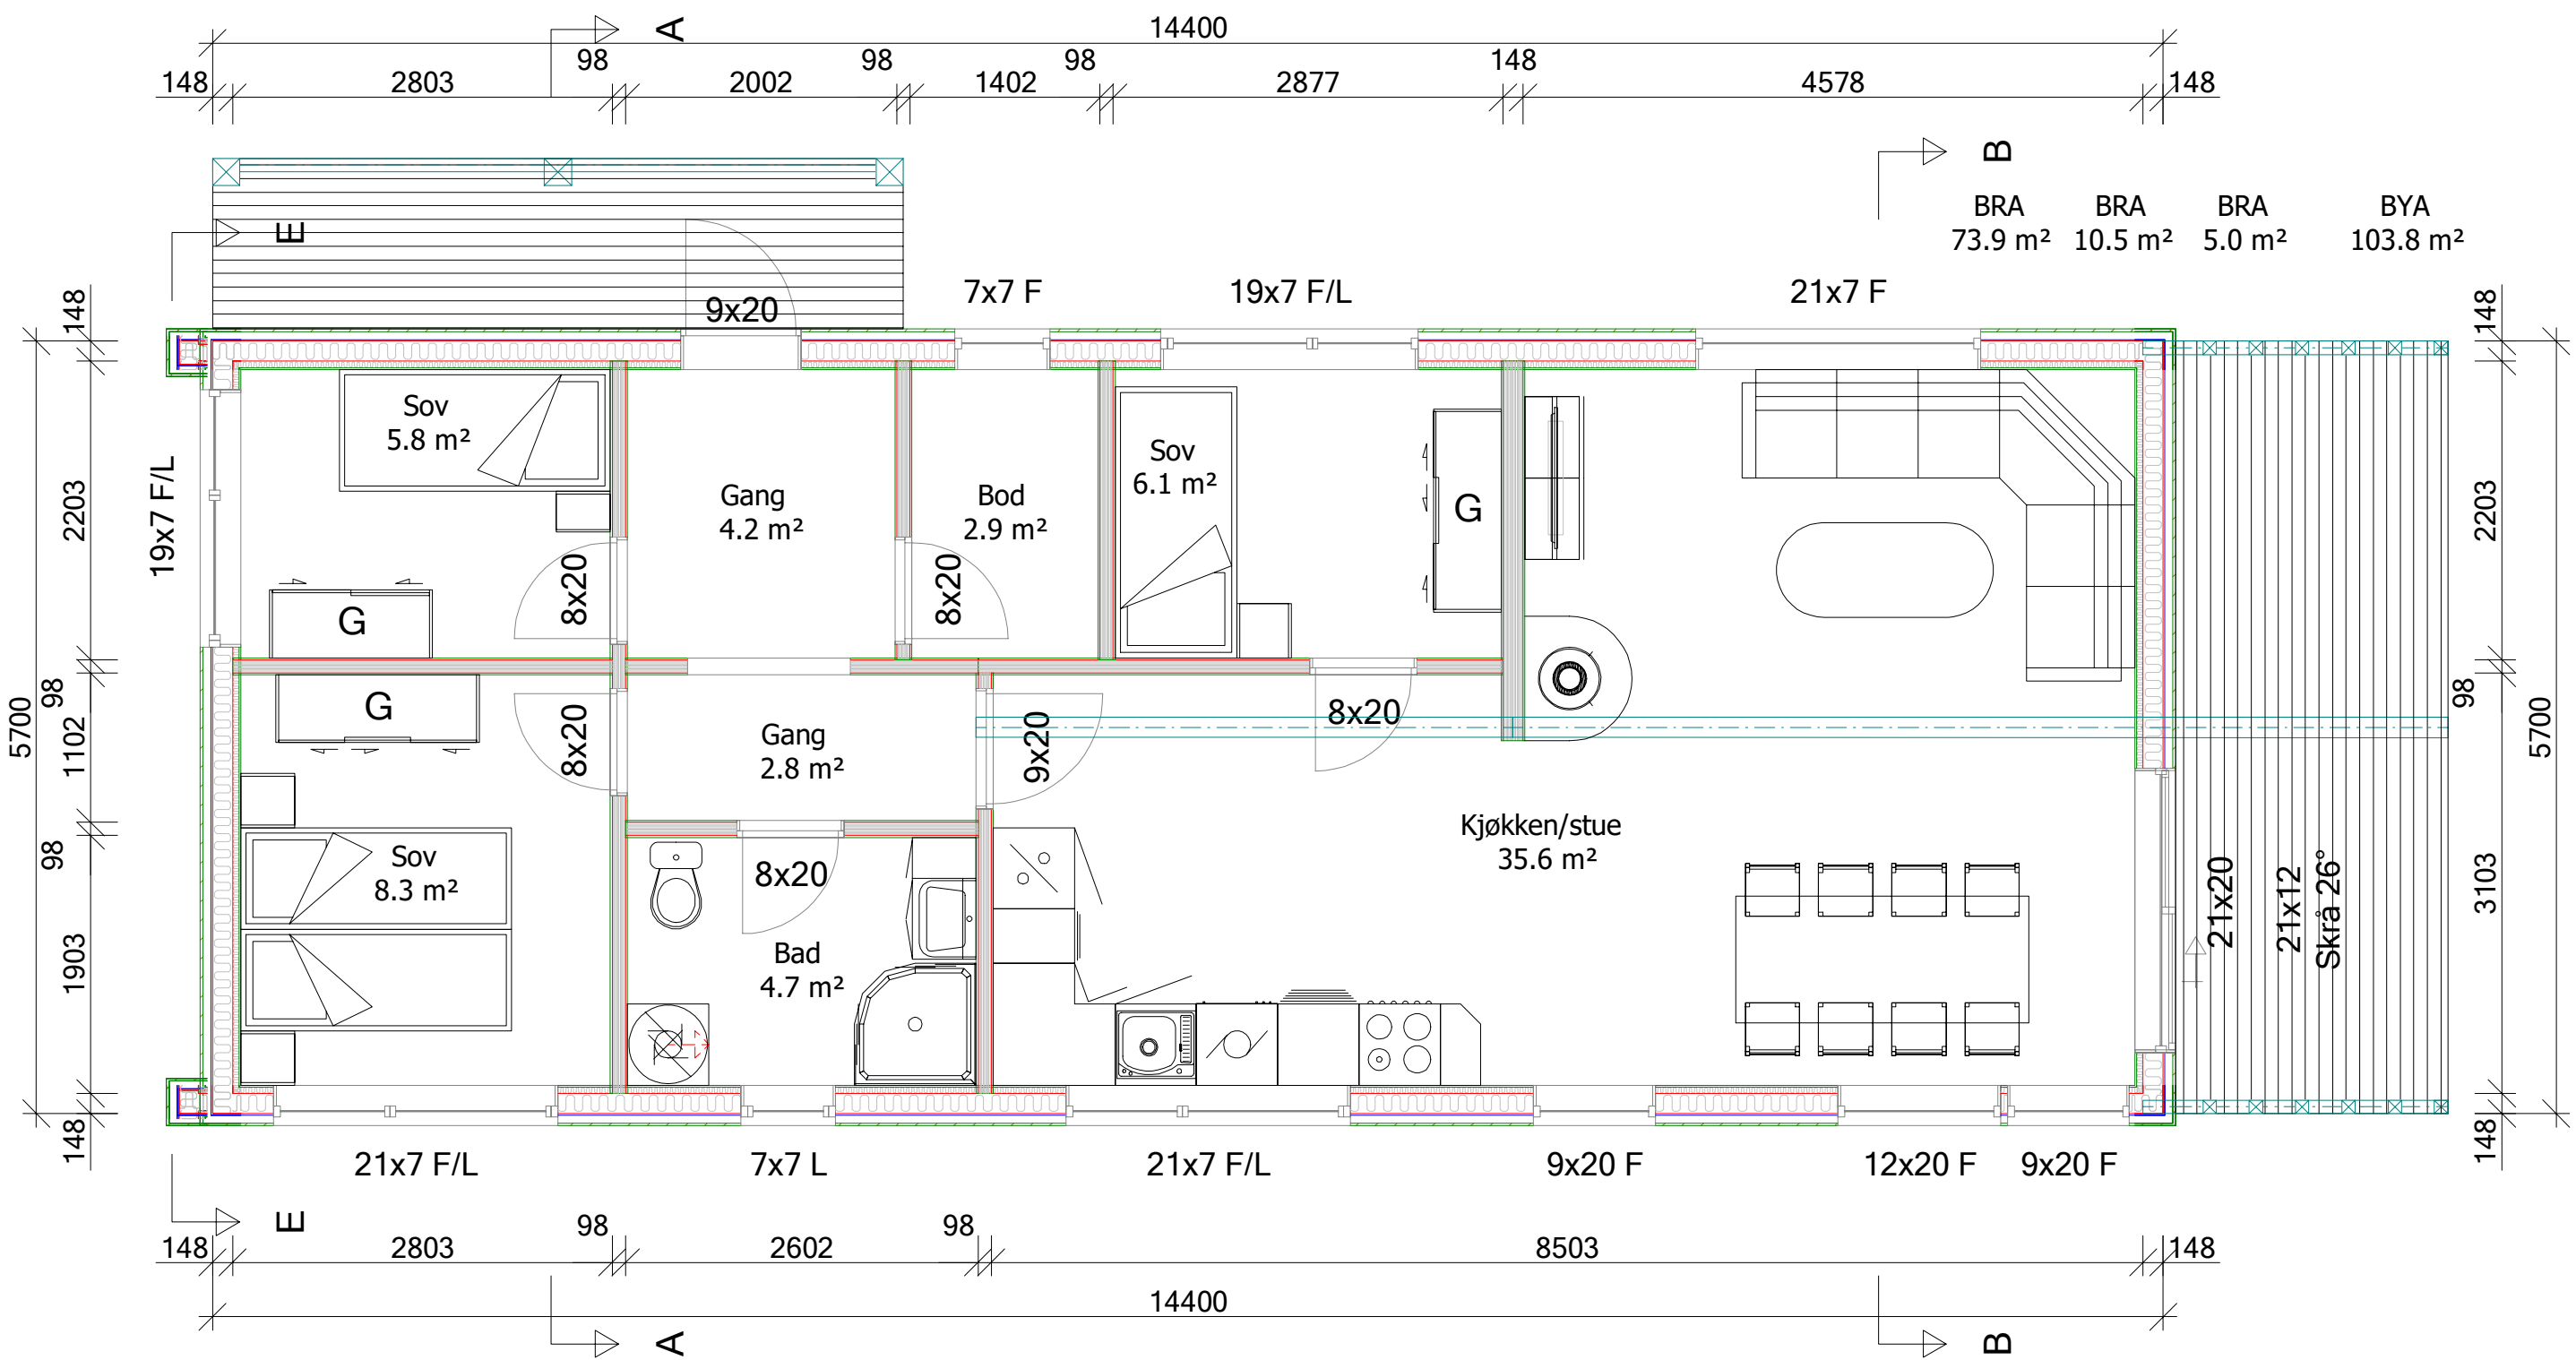 A
14400
98 98 98 148
148 2803 2002 1402 2877 4578 148
B
BRA BRA BRA BYA
73.9 m² 10.5 m² 5.0 m² 103.8 m²
E
7x7 F 19x7 F/L 21x7 F
9x20
148
148
Sov
5.8 m²
Gang
4.2 m²
Bod
2.9 m²
Sov
6.1 m²
G
19x7 F/L
2203
2203
8x20
8x20
G
G
98
98
5700
5700
1102
8x20
9x20
8x20
Gang
2.8 m²
Kjøkken/stue
35.6 m²
98
Sov
8.3 m²
8x20
Bad
4.7 m²
1903
3103
21x20
21x12
Skrå 26°
148
148
21x7 F/L 7x7 L 21x7 F/L 9x20 F 12x20 F 9x20 F
E
98 98
148 2803 2602 8503 148
14400
A B